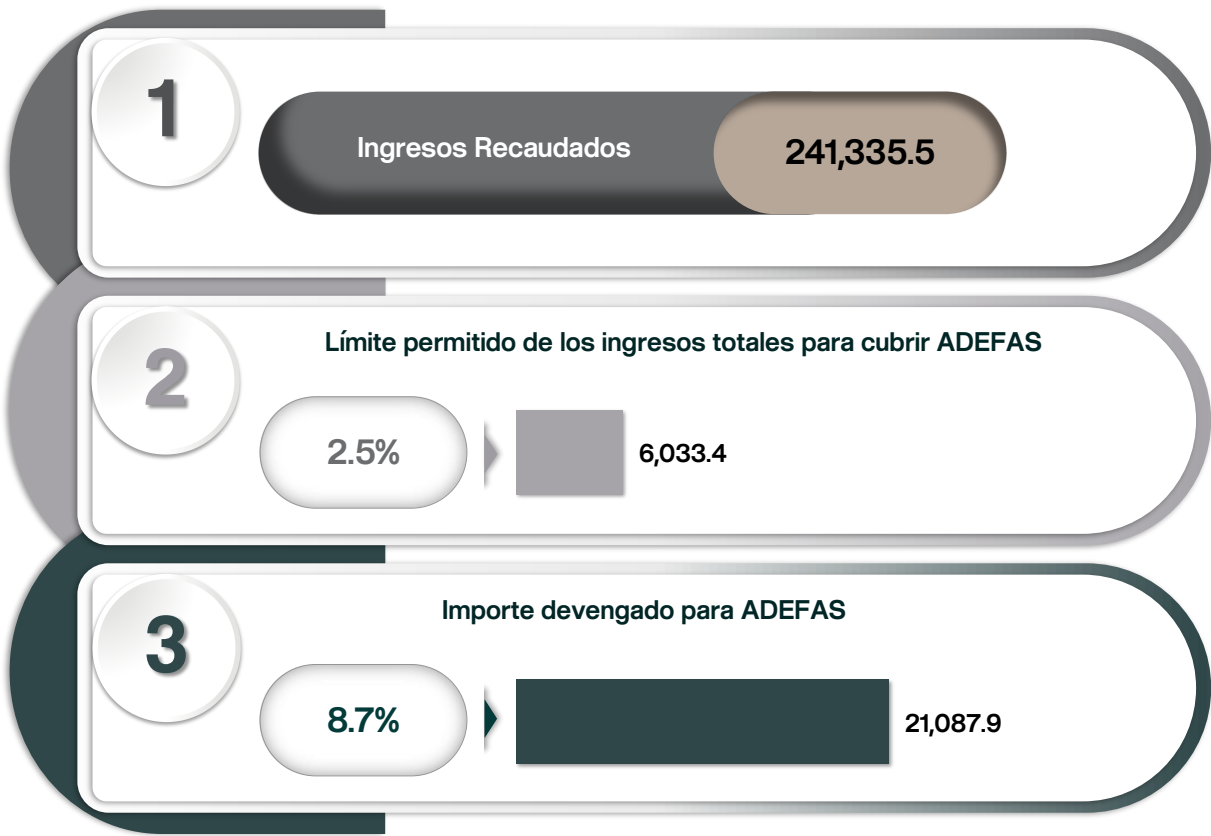 1
Ingresos Recaudados
241,335.5
2
Límite permitido de los ingresos totales para cubrir ADEFAS
2.5%
6,033.4
3
Importe devengado para ADEFAS
8.7%
21,087.9